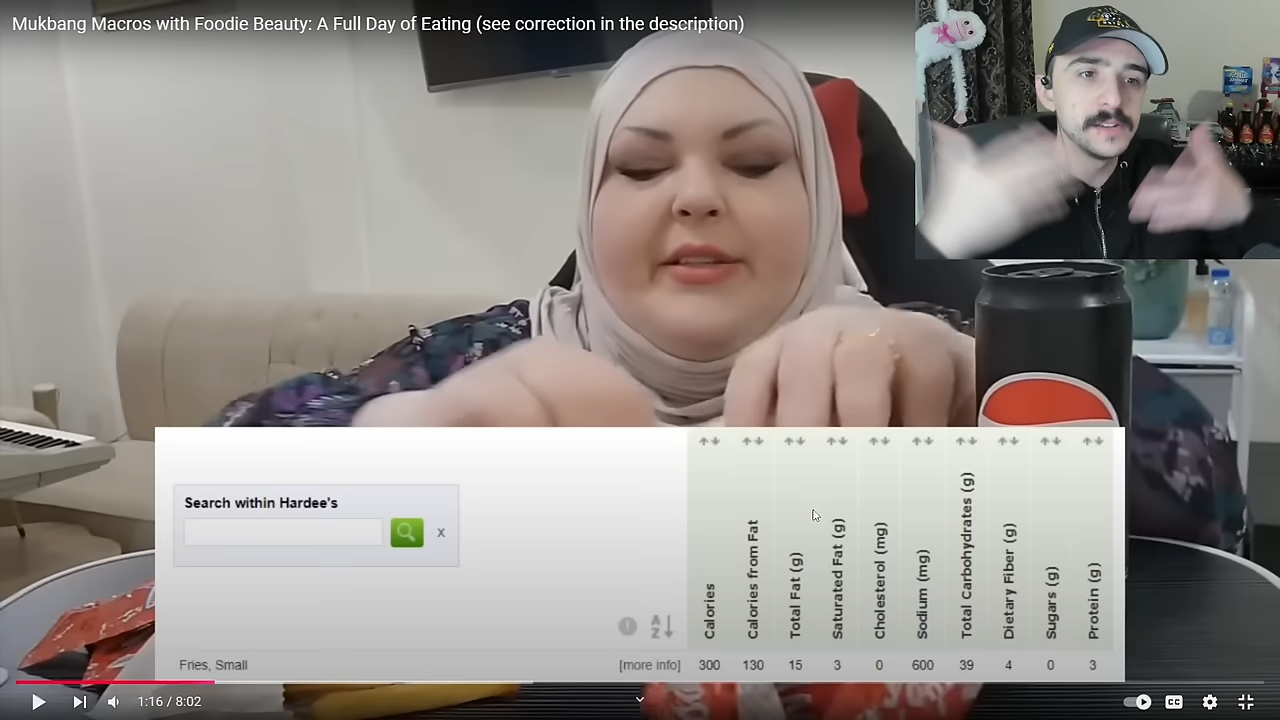 Mukbang Macros with Foodie Beauty: A Full Day of Eating (see correction in the description)
Search within Hardee's
x
A
Z
Calories
Calories from Fat
Total Fat (g)
Saturated Fat (g)
Cholesterol (mg)
Sodium (mg)
Total Carbohydrates (g)
Dietary Fiber (g)
Sugars (g)
Protein (g)
Fries, Small [more info] 300 130 15 3 0 600 39 4 0 3
1:16 / 8:02
CC